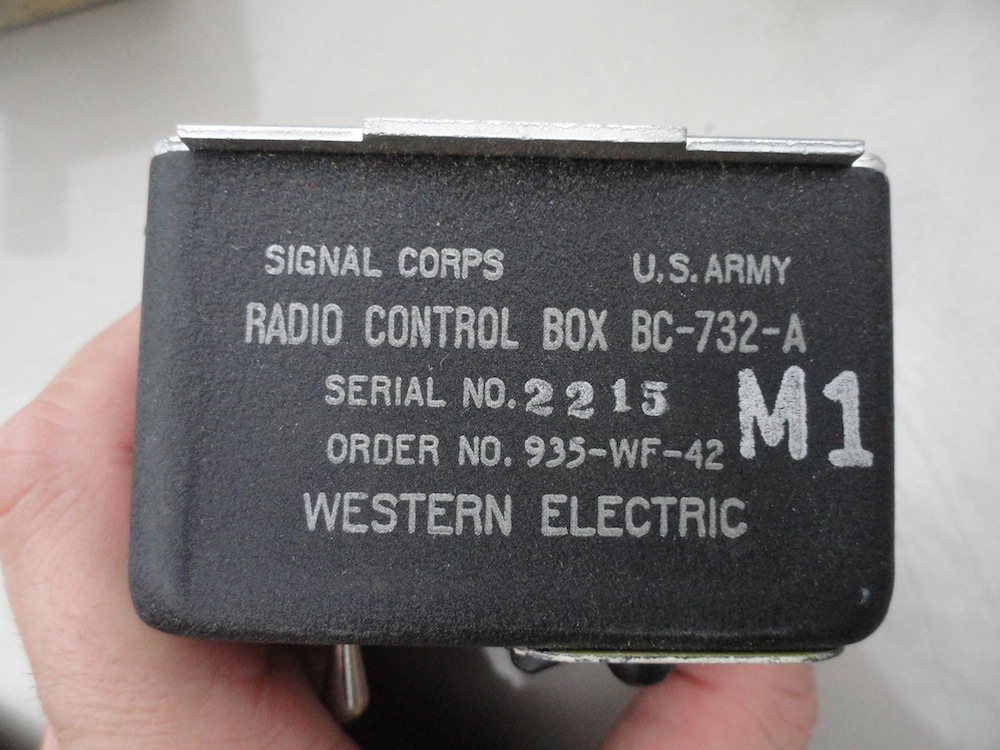 SIGNAL CORPS U.S. ARMY
RADIO CONTROL BOX BC-732-A
SERIAL NO. 2215
M1
ORDER NO. 935-WF-42
WESTERN ELECTRIC